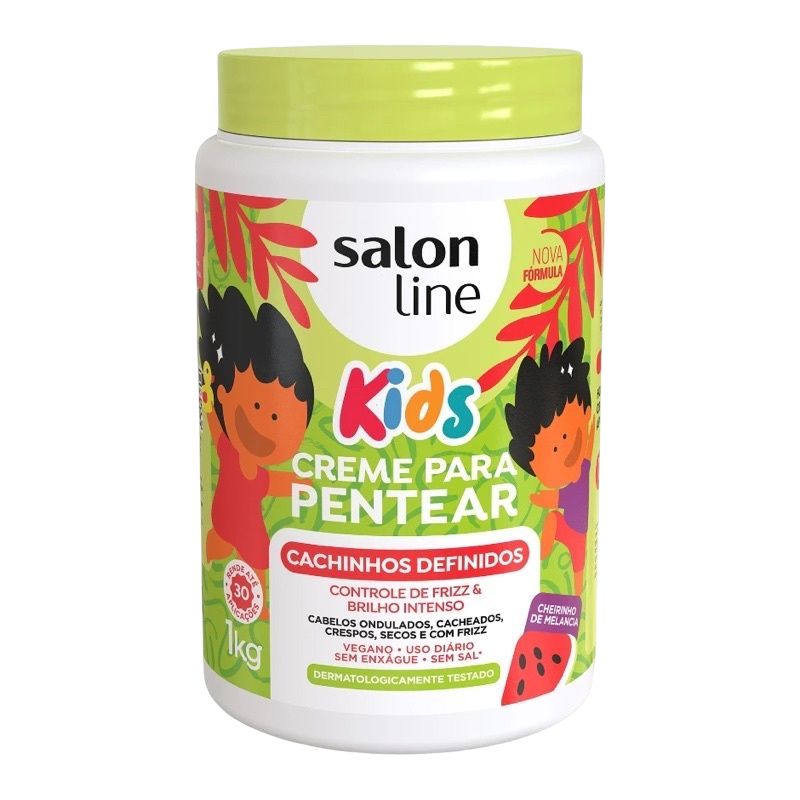 salon
line
NOVA
FÓRMULA
Kids
CREME PARA
PENTEAR
CACHINHOS DEFINIDOS
CONTROLE DE FRIZZ &
BRILHO INTENSO
CABELOS ONDULADOS, CACHEADOS,
CRESPOS, SECOS E COM FRIZZ
VEGANO • USO DIÁRIO
SEM ENXÁGUE • SEM SAL*
DERMATOLOGICAMENTE TESTADO
RENDE ATÉ
30
APLICAÇÕES
1kg
CHEIRINHO
DE MELANCIA